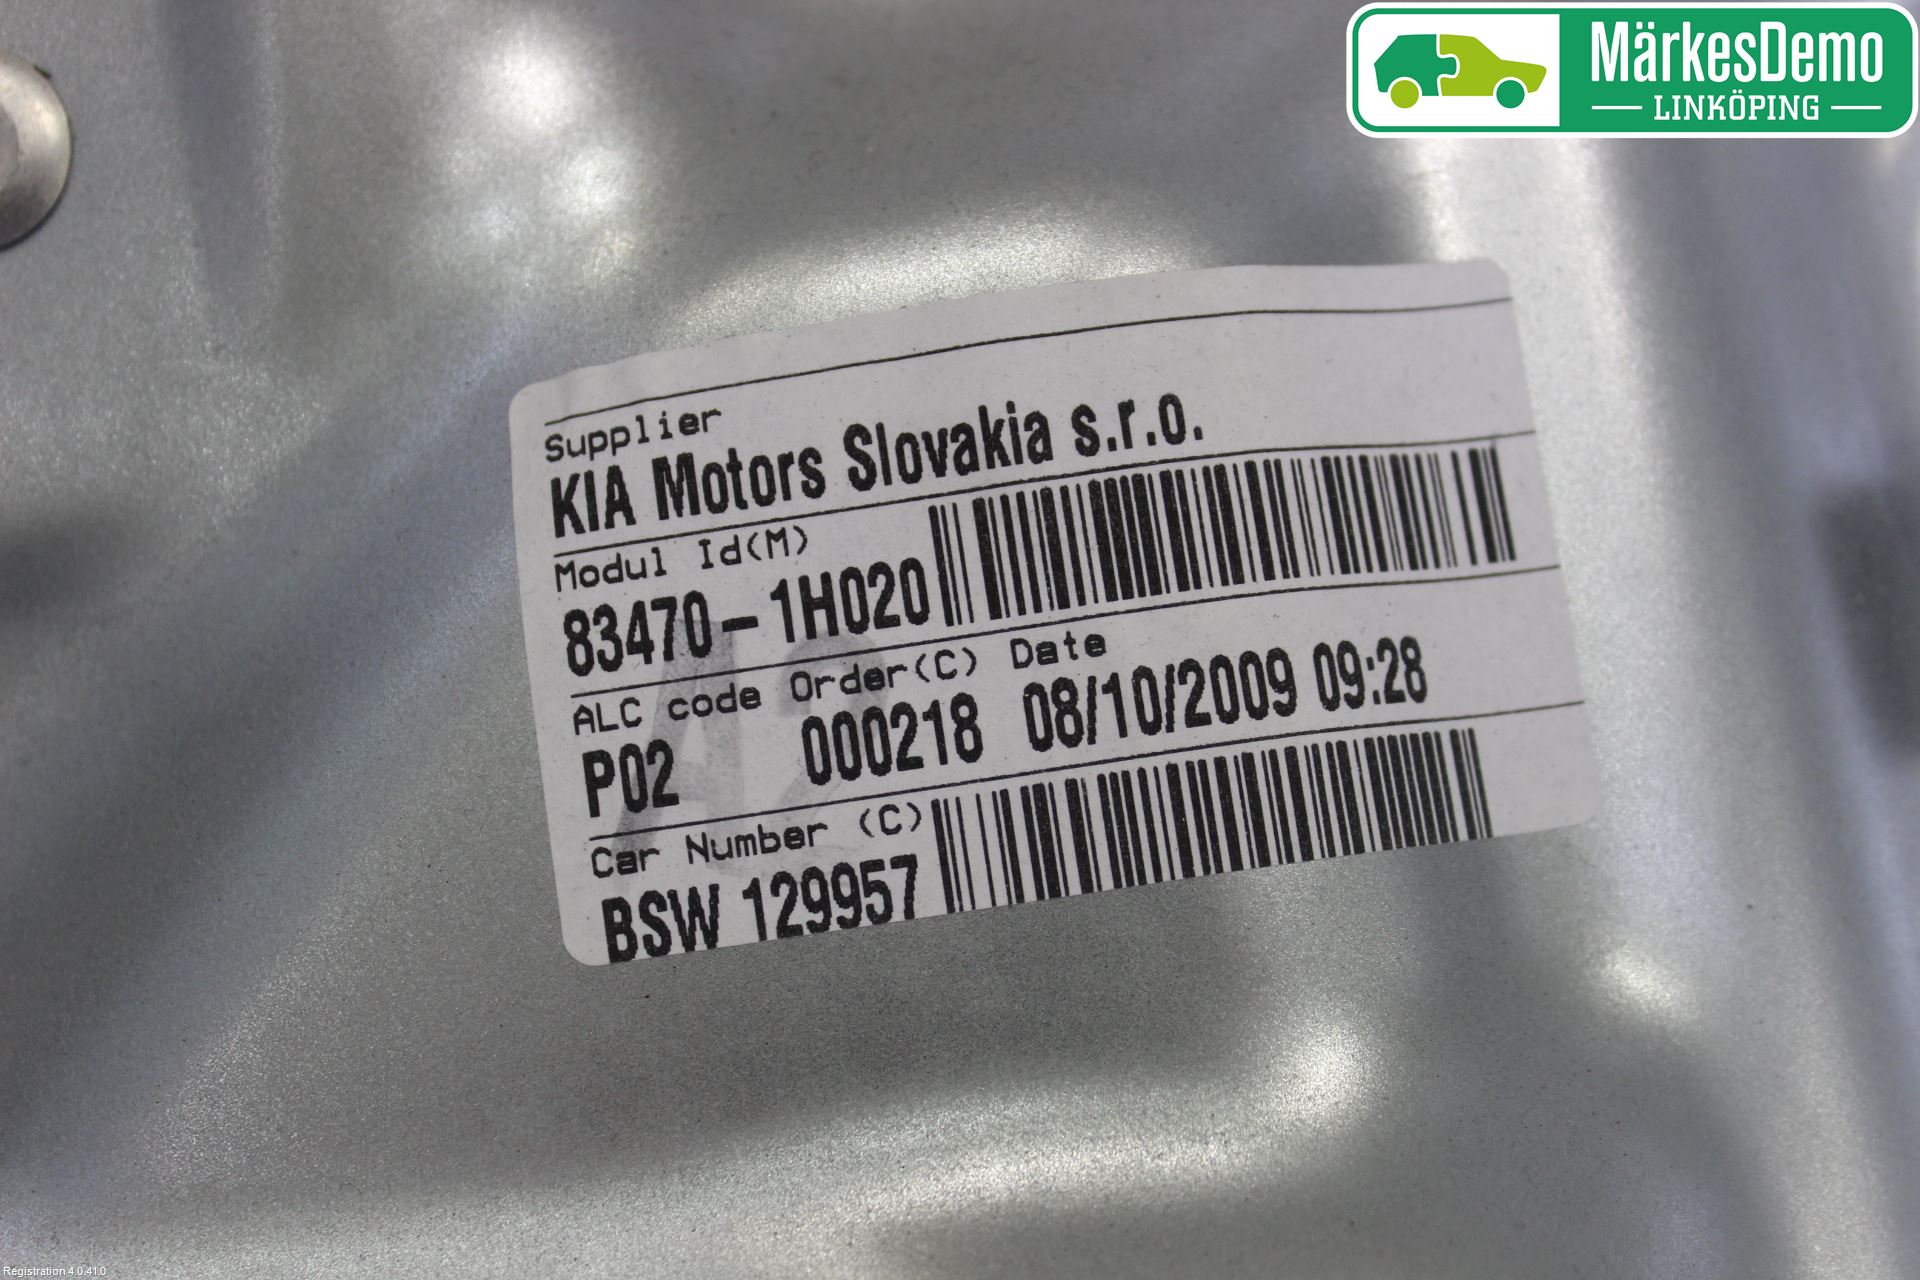 MärkesDemo
LINKÖPING
Supplier
KIA Motors Slovakia s.r.o.
Modul Id(M)
83470-1H020
ALC code Order(C) Date
P02 000218 08/10/2009 09:28
Car Number (C)
BSW 129957
A2
Registration 4.0.41.0